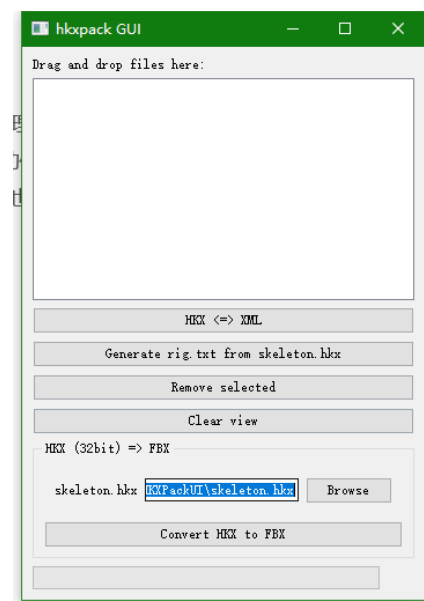 hkxpack GUI
Drag and drop files here:
HKX <=> XML
Generate rig.txt from skeleton.hkx
Remove selected
Clear view
HKX (32bit) => FBX
skeleton.hkx KXPackUI\skeleton.hkx Browse
Convert HKX to FBX